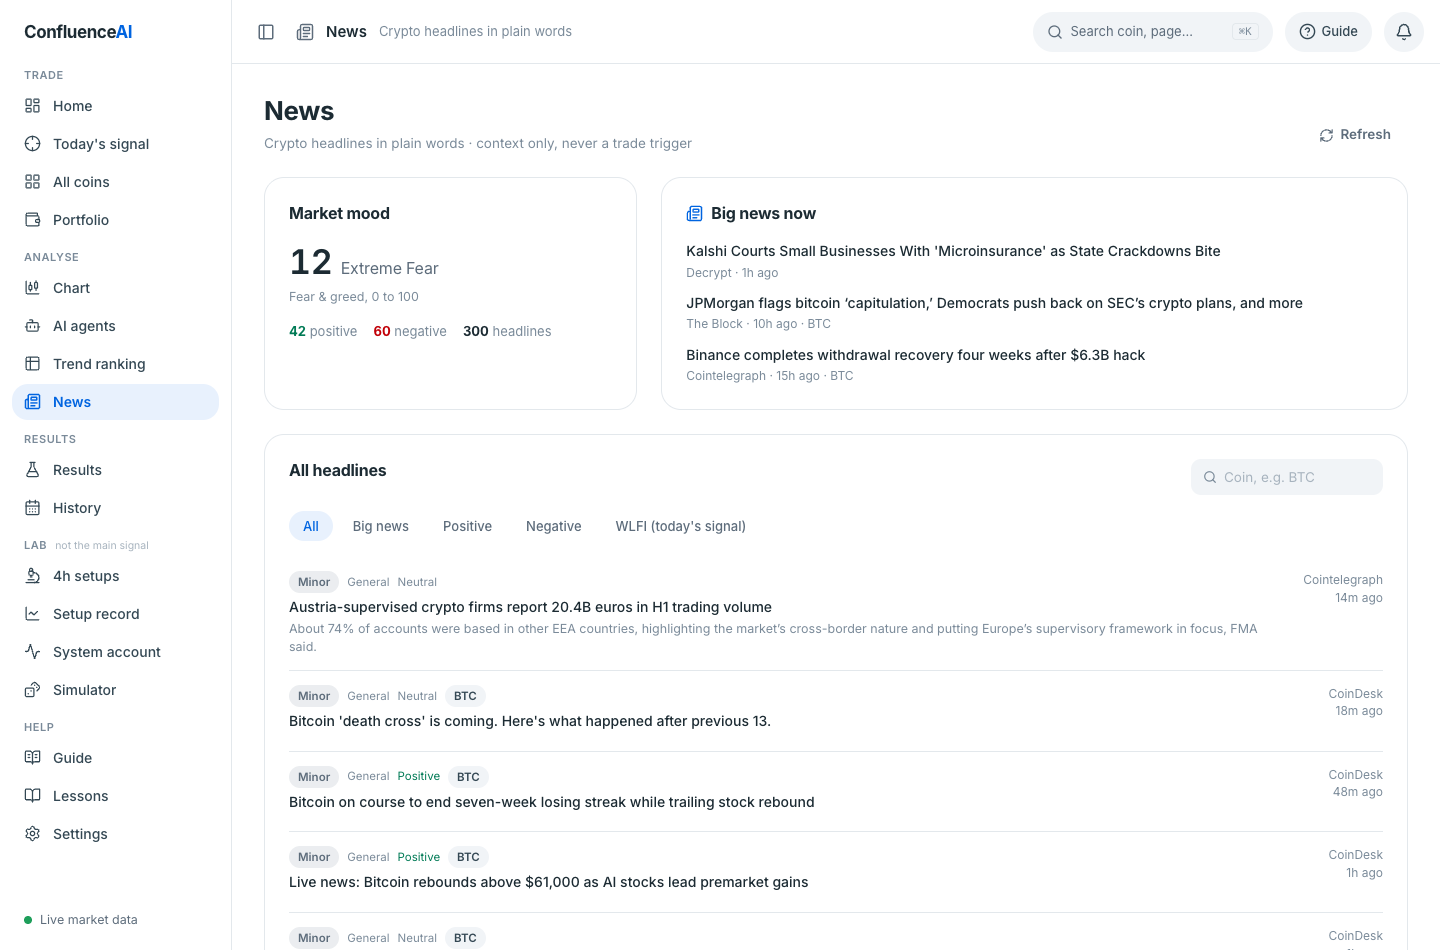 ConfluenceAI
TRADE
Home
Today's signal
All coins
Portfolio
ANALYSE
Chart
AI agents
Trend ranking
News
RESULTS
Results
History
LAB not the main signal
4h setups
Setup record
System account
Simulator
HELP
Guide
Lessons
Settings
Live market data
News Crypto headlines in plain words
Search coin, page... ⌘K
Guide
News
Crypto headlines in plain words · context only, never a trade trigger
Refresh
Market mood
12 Extreme Fear
Fear & greed, 0 to 100
42 positive 60 negative 300 headlines
Big news now
Kalshi Courts Small Businesses With 'Microinsurance' as State Crackdowns Bite
Decrypt · 1h ago
JPMorgan flags bitcoin ‘capitulation,’ Democrats push back on SEC’s crypto plans, and more
The Block · 10h ago · BTC
Binance completes withdrawal recovery four weeks after $6.3B hack
Cointelegraph · 15h ago · BTC
All headlines
Coin, e.g. BTC
All Big news Positive Negative WLFI (today's signal)
Minor General Neutral
Cointelegraph
14m ago
Austria-supervised crypto firms report 20.4B euros in H1 trading volume
About 74% of accounts were based in other EEA countries, highlighting the market’s cross-border nature and putting Europe’s supervisory framework in focus, FMA
said.
Minor General Neutral BTC
CoinDesk
18m ago
Bitcoin 'death cross' is coming. Here's what happened after previous 13.
Minor General Positive BTC
CoinDesk
48m ago
Bitcoin on course to end seven-week losing streak while trailing stock rebound
Minor General Positive BTC
CoinDesk
1h ago
Live news: Bitcoin rebounds above $61,000 as AI stocks lead premarket gains
Minor General Neutral BTC
CoinDesk